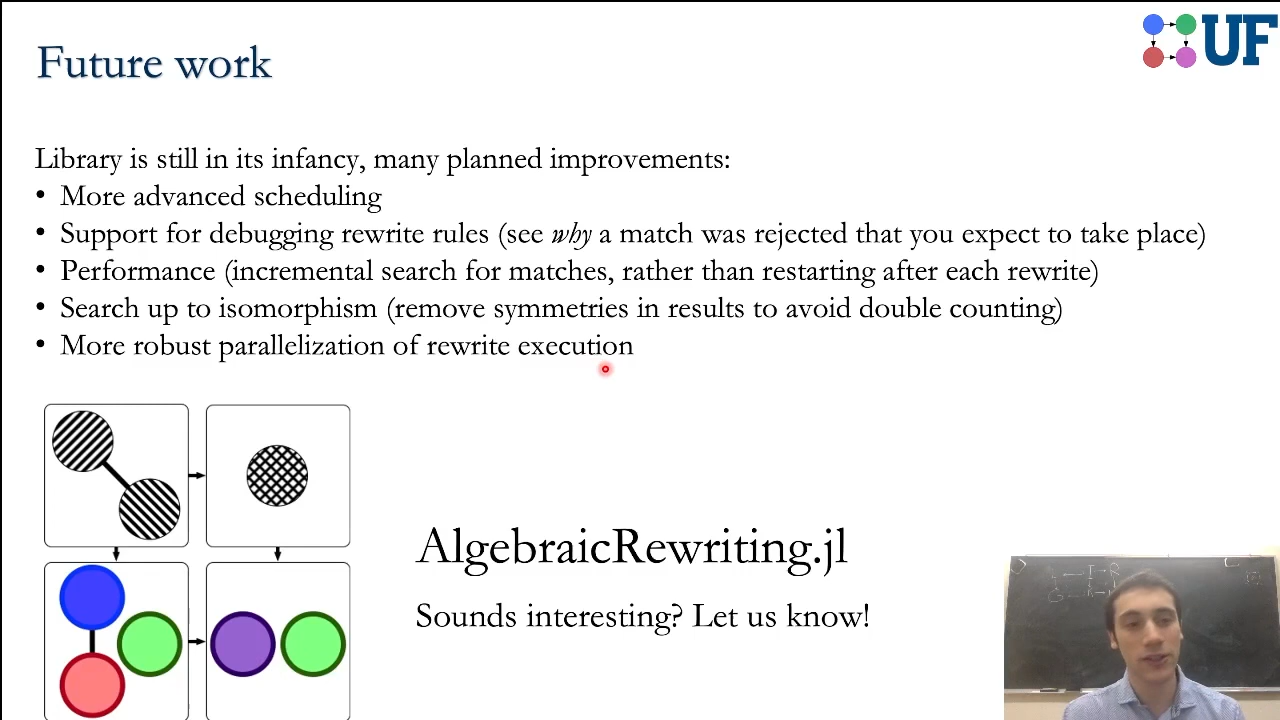 UF
Future work
Library is still in its infancy, many planned improvements:
• More advanced scheduling
• Support for debugging rewrite rules (see why a match was rejected that you expect to take place)
• Performance (incremental search for matches, rather than restarting after each rewrite)
• Search up to isomorphism (remove symmetries in results to avoid double counting)
• More robust parallelization of rewrite execution
AlgebraicRewriting.jl
Sounds interesting? Let us know!